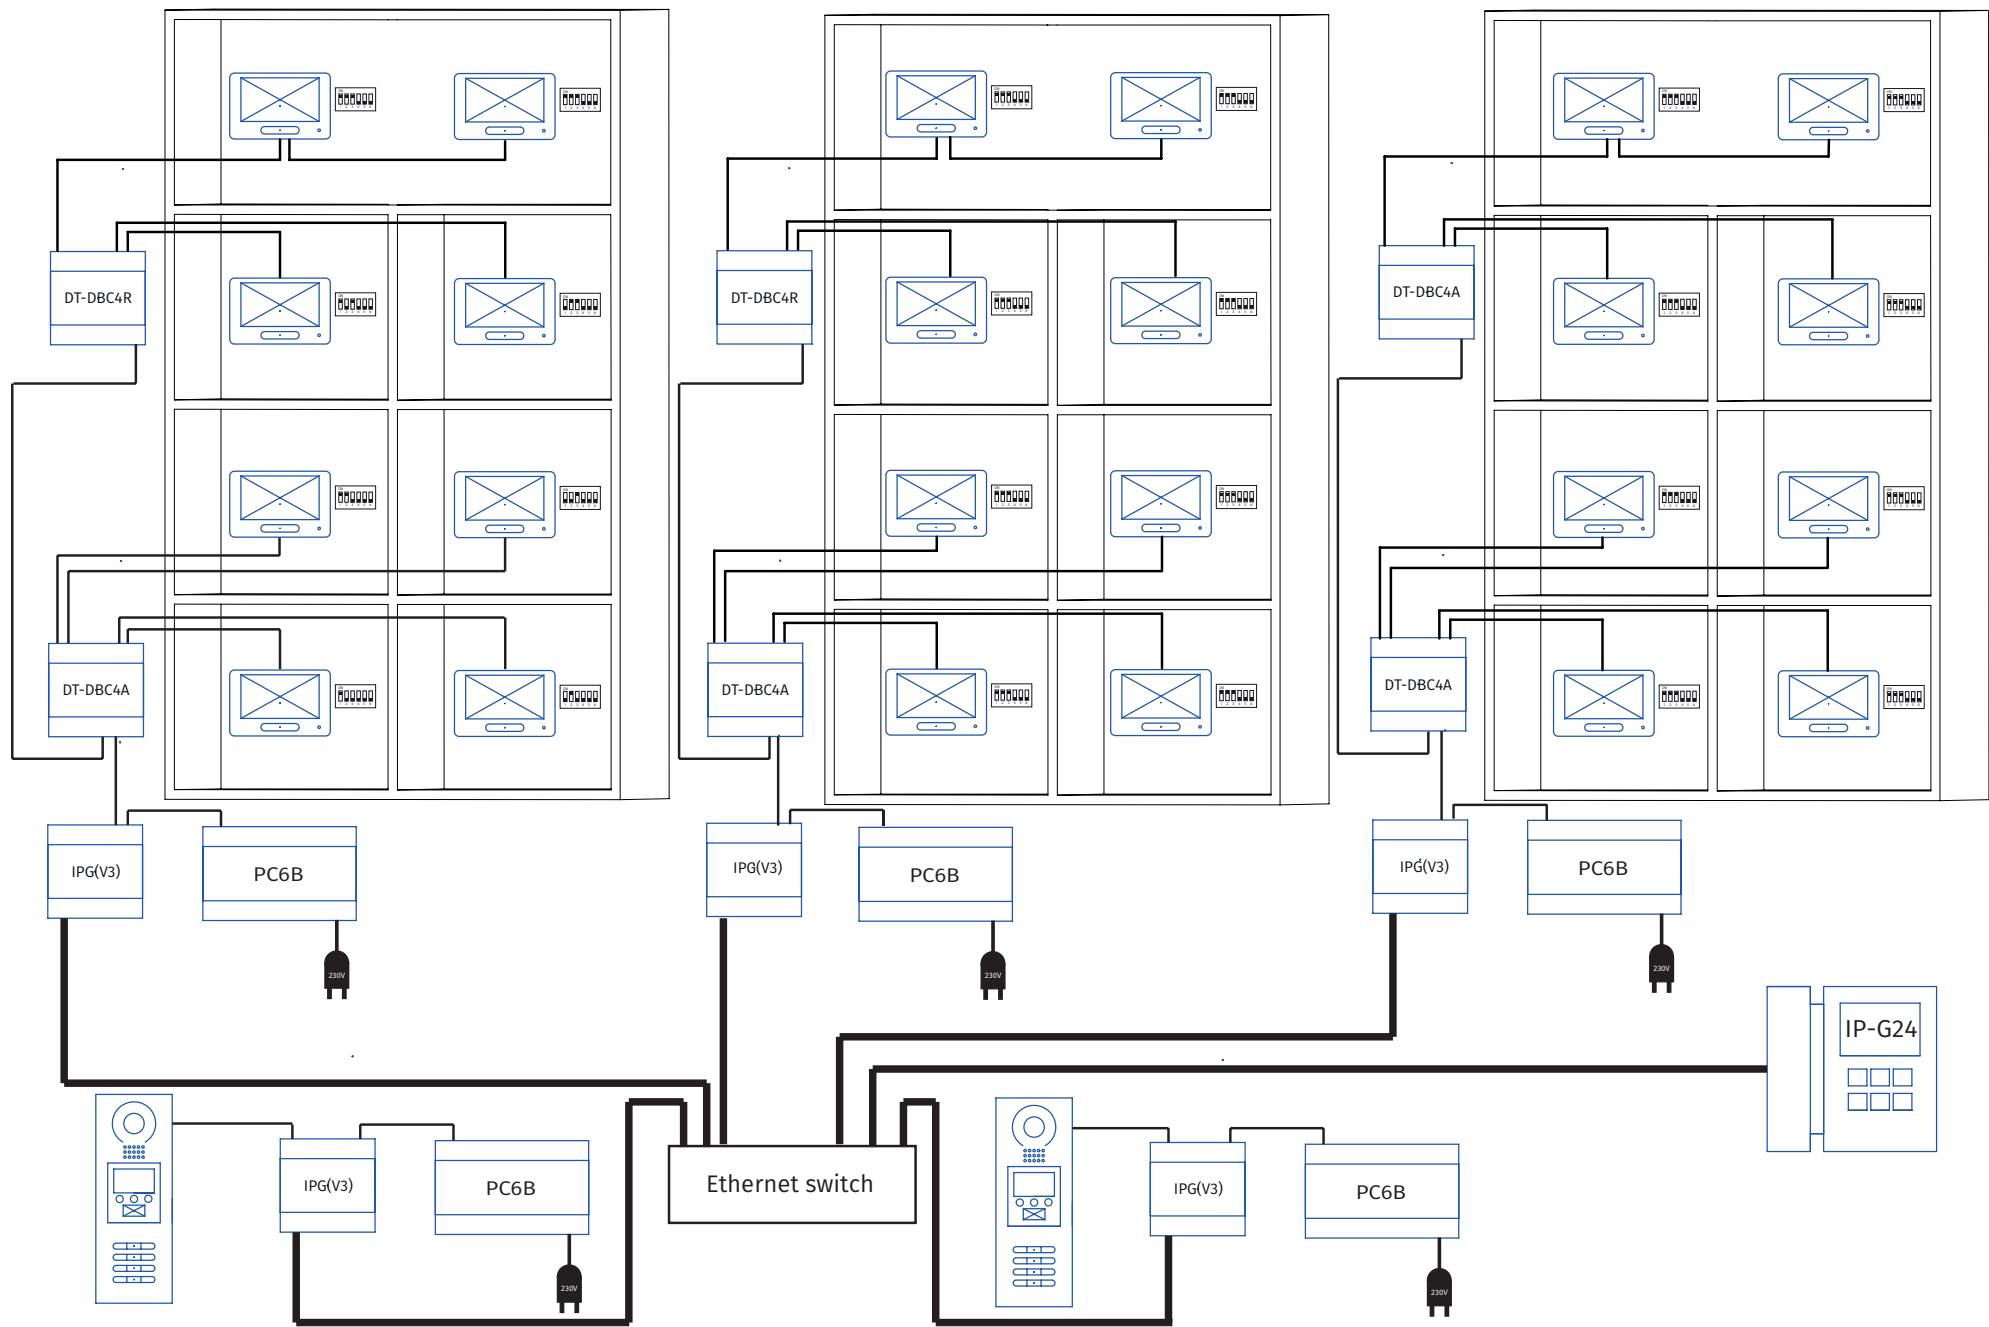 DT-DBC4R
DT-DBC4R
DT-DBC4A
DT-DBC4A
DT-DBC4A
DT-DBC4A
IPG(V3)
PC6B
IPG(V3)
PC6B
IPG(V3)
PC6B
230V
230V
230V
IP-G24
IPG(V3)
PC6B
Ethernet switch
IPG(V3)
PC6B
230V
230V